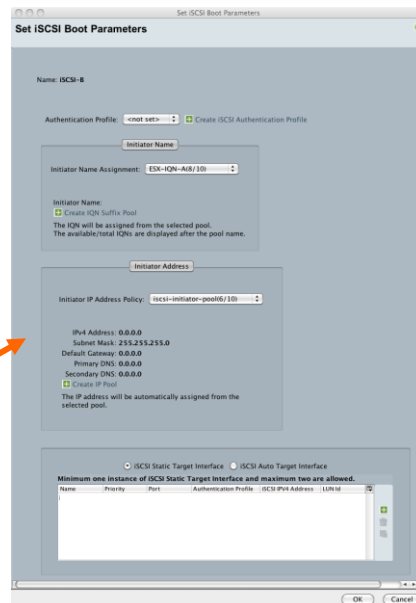 Set iSCSI Boot Parameters
Set iSCSI Boot Parameters
Name: iSCSI-B
Authentication Profile: <not set> Create iSCSI Authentication Profile
Initiator Name
Initiator Name Assignment: ESX-IQN-A(8/10)
Initiator Name:
Create IQN Suffix Pool
The IQN will be assigned from the selected pool.
The available/total IQNs are displayed after the pool name.
Initiator Address
Initiator IP Address Policy: iscsi-initiator-pool(6/10)
IPv4 Address: 0.0.0.0
Subnet Mask: 255.255.255.0
Default Gateway: 0.0.0.0
Primary DNS: 0.0.0.0
Secondary DNS: 0.0.0.0
Create IP Pool
The IP address will be automatically assigned from the
selected pool.
iSCSI Static Target Interface iSCSI Auto Target Interface
Minimum one instance of iSCSI Static Target Interface and maximum two are allowed.
Name Priority Port Authentication Profile iSCSI IPV4 Address LUN Id
OK Cancel